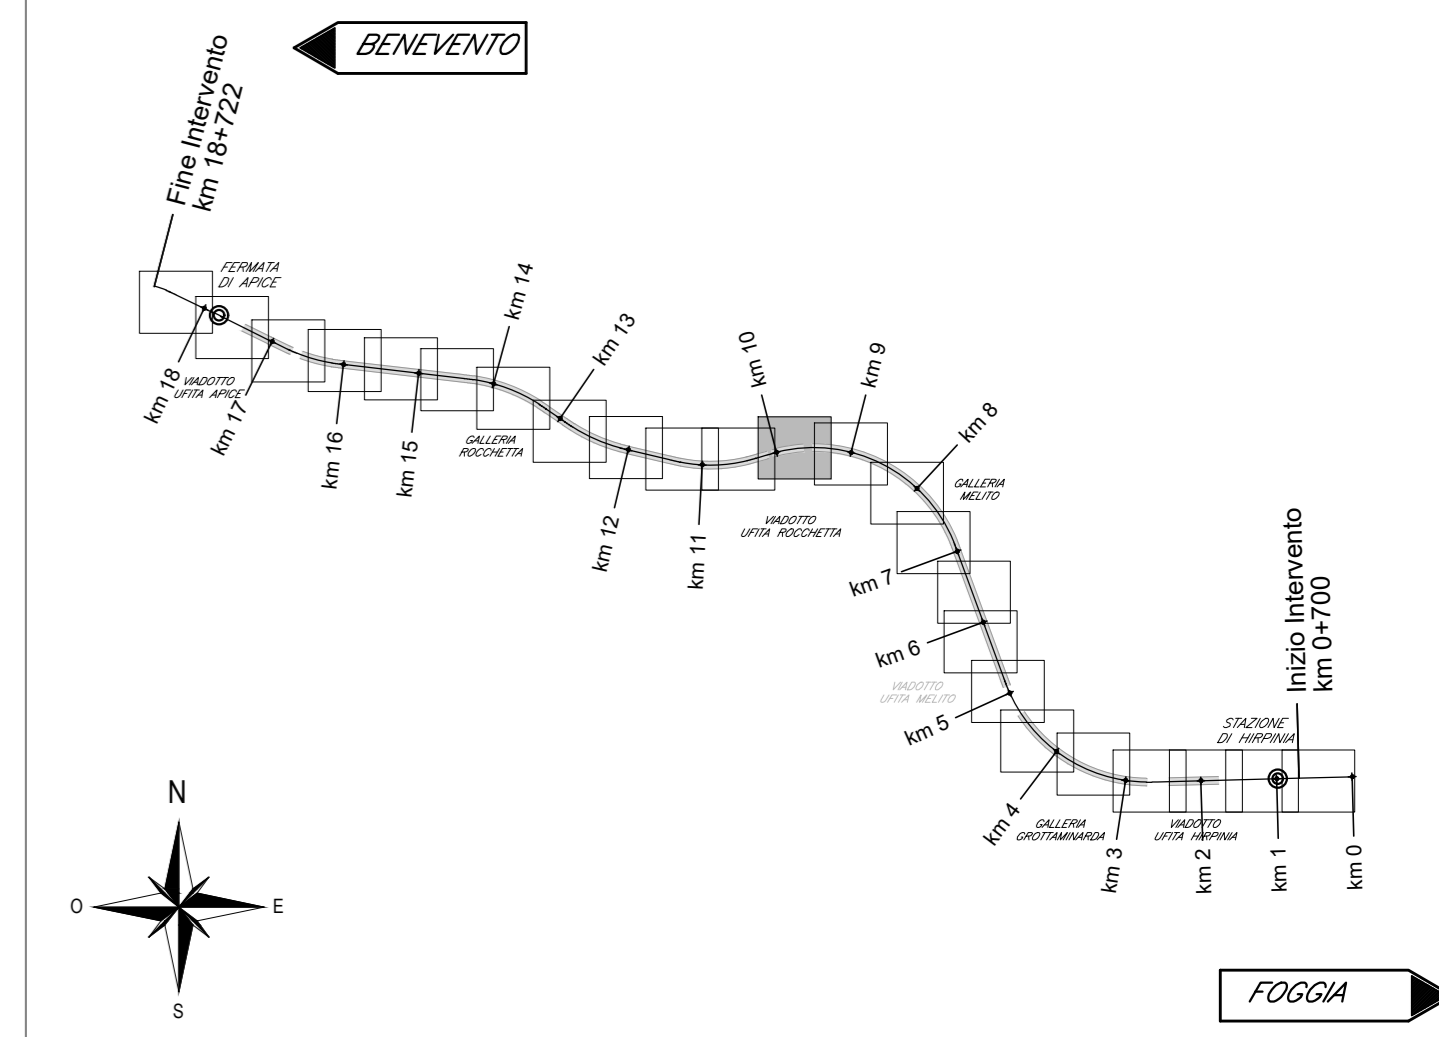 BENEVENTO
Fine Intervento
km 18+722
FERMATA
DI APICE
km 14
km 13
km 10
km 9
km 8
km 18
VIADOTTO
UFITA APICE
km 17
km 16
km 15
GALLERIA
ROCCHETTA
km 12
km 11
VIADOTTO
UFITA ROCCHETTA
GALLERIA
MELITO
km 7
km 6
VIADOTTO
UFITA MELITO
km 5
Inizio Intervento
km 0+700
STAZIONE
DI HIRPINIA
km 4
GALLERIA
GROTTAMINARDA
km 3
VIADOTTO
UFITA HIRPINIA
km 2
km 1
km 0
N
O
E
S
FOGGIA